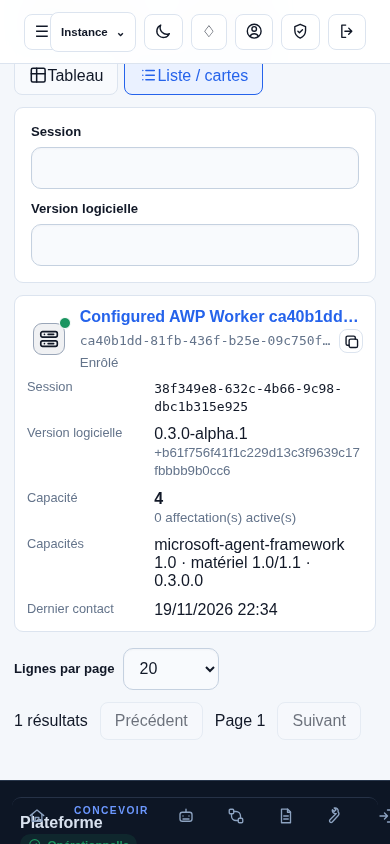 Instance
Tableau
Liste / cartes
Session
Version logicielle
Configured AWP Worker ca40b1dd…
ca40b1dd-81fb-436f-b25e-09c750f…
Enrôlé
Session
38f349e8-632c-4b66-9c98-
dbc1b315e925
Version logicielle
0.3.0-alpha.1
+b61f756f41f1c229d13c3f9639c17
fbbbb9b0cc6
Capacité
4
0 affectation(s) active(s)
Capacités
microsoft-agent-framework
1.0 · matériel 1.0/1.1 ·
0.3.0.0
Dernier contact
19/11/2026 22:34
Lignes par page
20
1 résultats
Précédent
Page 1
Suivant
CONCEVOIR
Plateforme
Opérationnelle